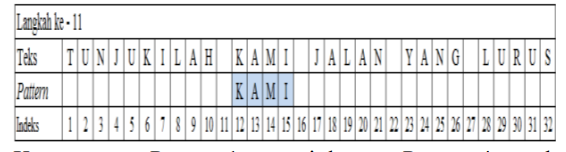 Langkah ke - 11
Teks T U N J U K I L A H K A M I J A L A N Y A N G L U R U S
Pattern K A M I
Indeks 1 2 3 4 5 6 7 8 9 10 11 12 13 14 15 16 17 18 19 20 21 22 23 24 25 26 27 28 29 30 31 32